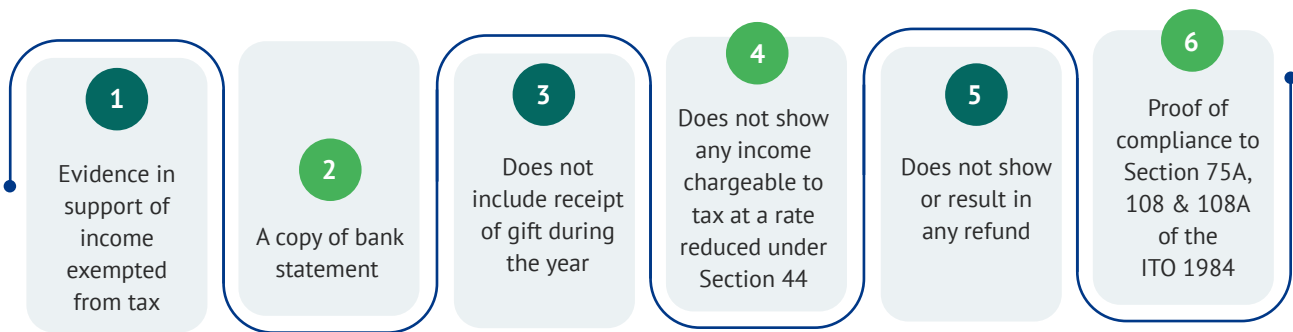 1
Evidence in
support of
income
exempted
from tax
2
A copy of bank
statement
3
Does not
include receipt
of gift during
the year
4
Does not show
any income
chargeable to
tax at a rate
reduced under
Section 44
5
Does not show
or result in
any refund
6
Proof of
compliance to
Section 75A,
108 & 108A
of the
ITO 1984